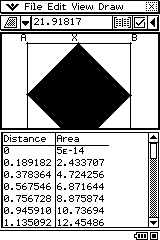 File Edit View Draw
21.91817
A X B
Distance Area
0 5E-14
0.189182 2.433707
0.378364 4.724256
0.567546 6.871644
0.756728 8.875874
0.945910 10.73694
1.135092 12.45486